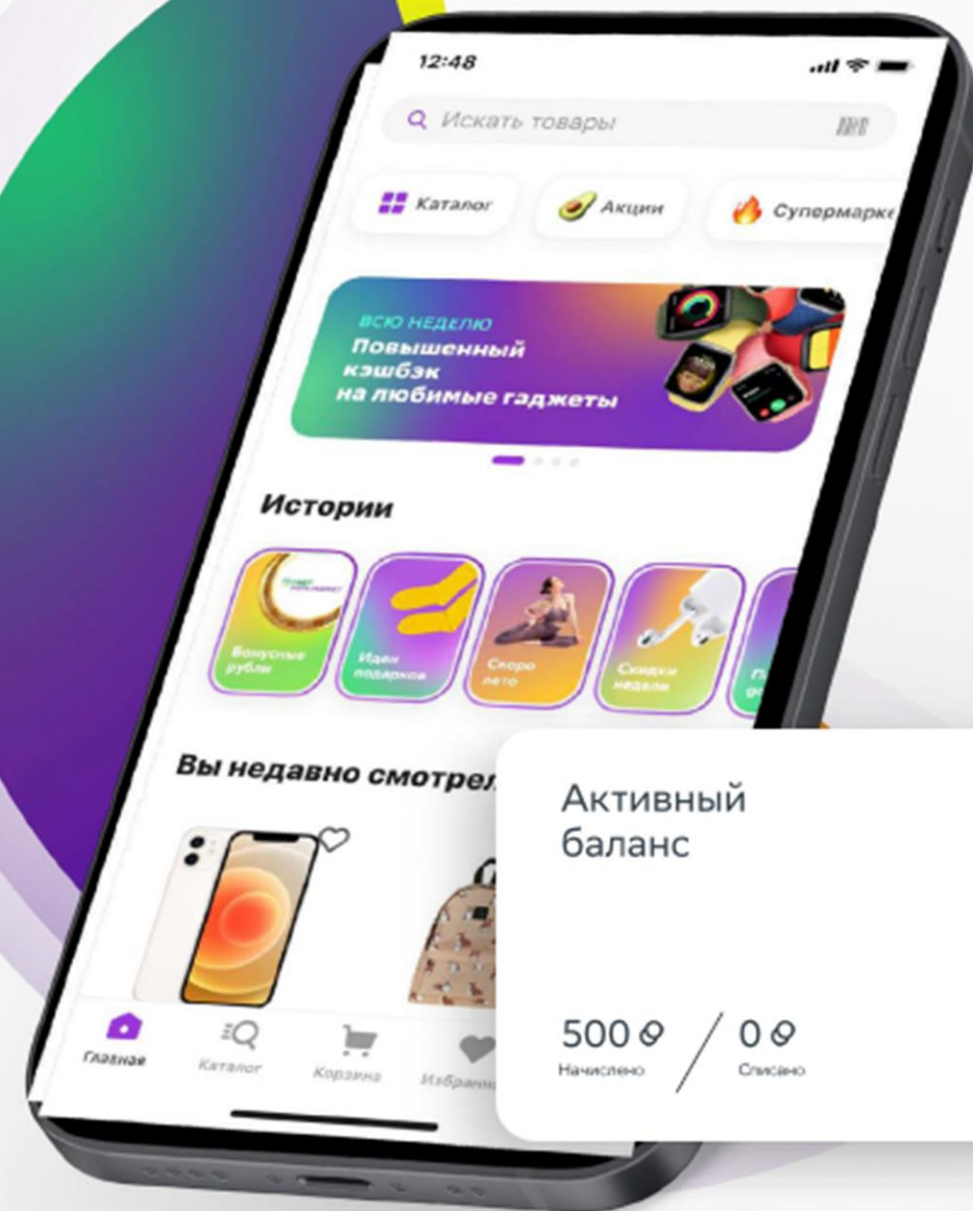 12:48
Искать товары
Каталог
Акции
Супермарке
ВСЮ НЕДЕЛЮ
Повышенный
кэшбэк
на любимые гаджеты
Истории
Бонусные
рубли
Идеи
подарков
Скоро
лето
Скидки
недели
Вы недавно смотрел
Главная
Каталог
Корзина
Избранн
Активный
баланс
500
Начислено
0
Списано